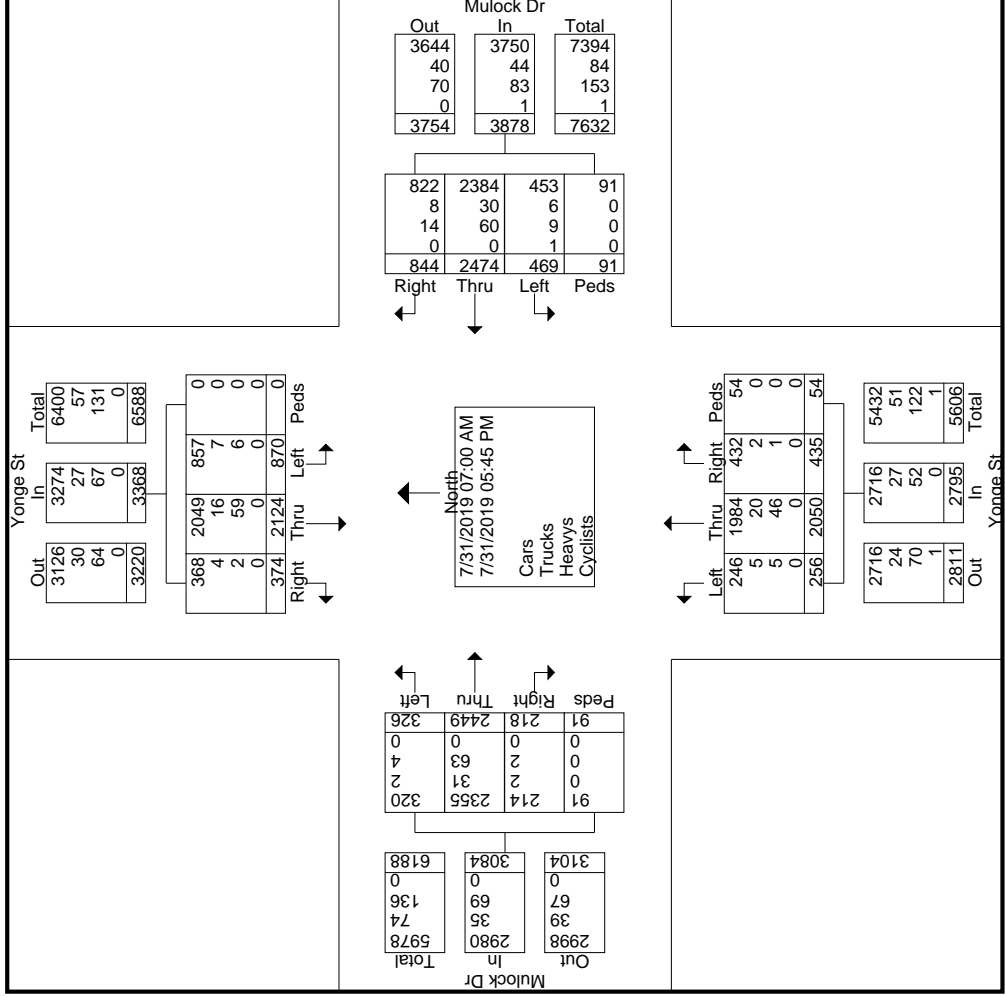 Mulock Dr
Out In Total
3644 3750 7394
40 44 84
70 83 153
0 1 1
3754 3878 7632
822 2384 453 91
8 30 6 0
14 60 9 0
0 0 1 0
844 2474 469 91
Right Thru Left Peds
Yonge St
Out In Total
3126 3274 6400
30 27 57
64 67 131
0 0 0
3220 3368 6588
368 2049 857 0
4 16 7 0
2 59 6 0
0 0 0 0
374 2124 870 0
Right Thru Left Peds
North
7/31/2019 07:00 AM
7/31/2019 05:45 PM
Cars
Trucks
Heavys
Cyclists
Left Thru Right Peds
246 1984 432 54
5 20 2 0
5 46 1 0
0 0 0 0
256 2050 435 54
2716 2716 5432
24 27 51
70 52 122
1 0 1
2811 2795 5606
Out In Total
Yonge St
Left Thru Right Peds
326 2449 218 91
0 0 0 0
4 63 2 0
2 31 2 0
320 2355 214 91
6188 3084 3104
0 0 0
136 69 67
74 35 39
5978 2980 2998
Total In Out
Mulock Dr